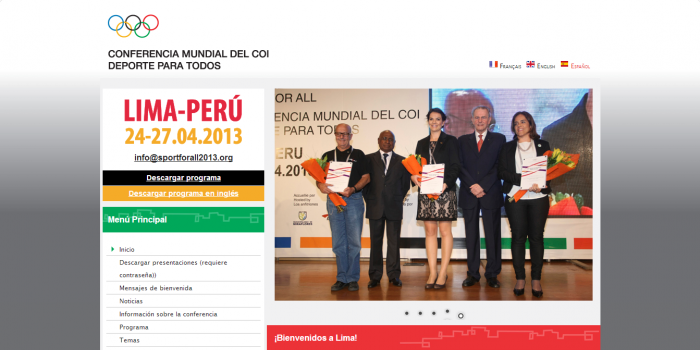 CONFERENCIA MUNDIAL DEL COI
DEPORTE PARA TODOS
Français English Español
LIMA-PERÚ
24-27.04.2013
info@sportforall2013.org
Descargar programa
Descargar programa en inglés
Menú Principal
Inicio
Descargar presentaciones (requiere
contraseña))
Mensajes de bienvenida
Noticias
Información sobre la conferencia
Programa
Temas
OR ALL
ERENCIA MUNDIAL DEL COI
TE PARA TODOS
ERU
4.201
¡Bienvenidos a Lima!